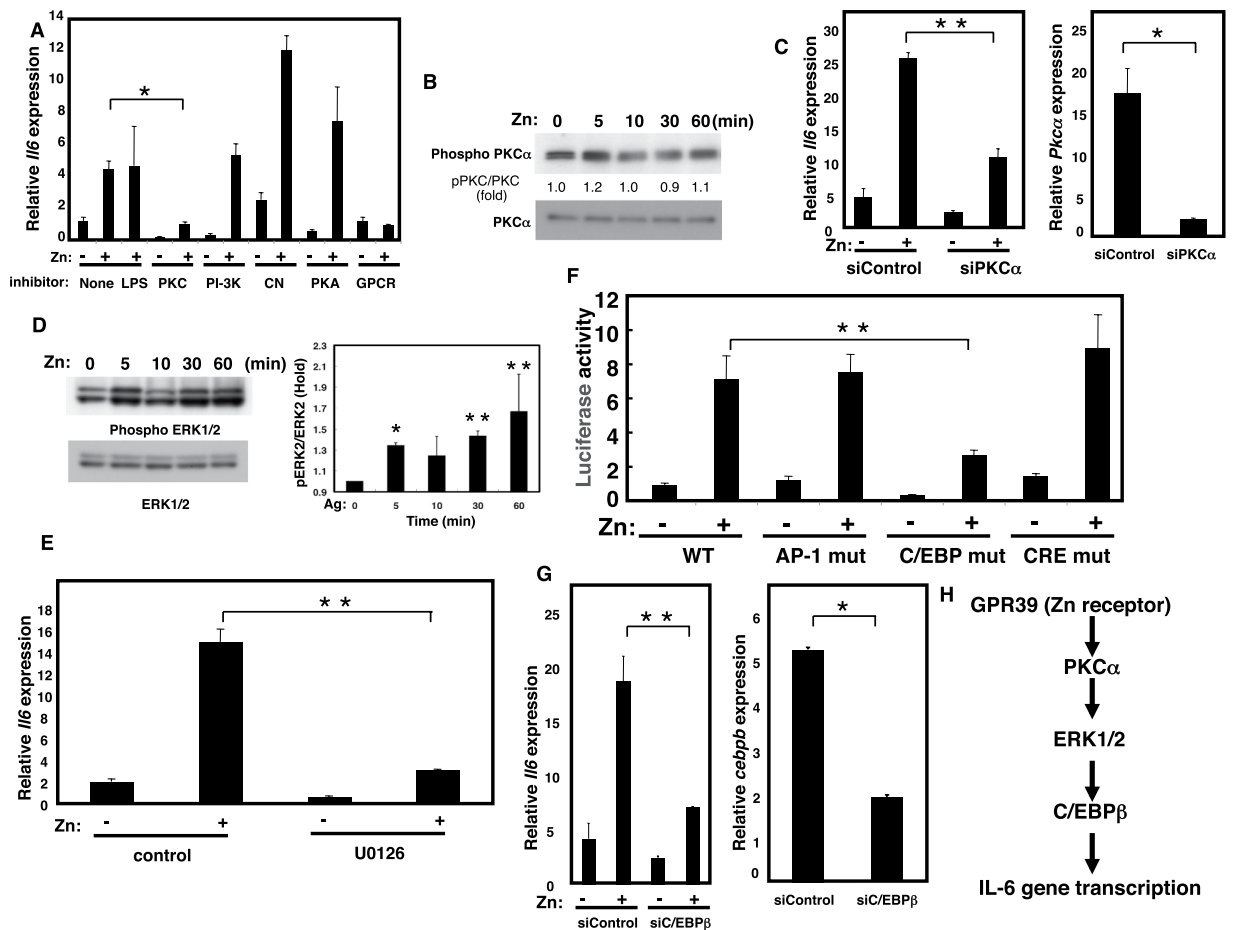 A
Relative Il6 expression
14
12
10
8
6
4
2
0
*
Zn: - + + - + - + - + - + - +
inhibitor: None LPS PKC PI-3K CN PKA GPCR
B
Zn: 0 5 10 30 60(min)
Phospho PKCα
pPKC/PKC
(fold)
1.0 1.2 1.0 0.9 1.1
PKCα
C
Relative Il6 expression
30
25
20
15
10
5
0
* *
Zn: - + - +
siControl siPKCα
Relative Pkcα expression
25
20
15
10
5
0
*
siControl siPKCα
D
Zn: 0 5 10 30 60 (min)
Phospho ERK1/2
ERK1/2
pERK2/ERK2 (Hold)
2.3
2.1
1.9
1.7
1.5
1.3
1.1
0.9
* * * * *
Ag: 0 5 10 30 60
Time (min)
E
Relative Il6 expression
18
16
14
12
10
8
6
4
2
0
* *
Zn: - + - +
control U0126
F
Luciferase activity
12
10
8
6
4
2
0
* *
Zn: - + - + - + - +
WT AP-1 mut C/EBP mut CRE mut
G
Relative Il6 expression
25
20
15
10
5
0
* *
Zn: - + - +
siControl siC/EBPβ
Relative cebpb expression
6
5
4
3
2
1
0
*
siControl siC/EBPβ
H
GPR39 (Zn receptor)
PKCα
ERK1/2
C/EBPβ
IL-6 gene transcription